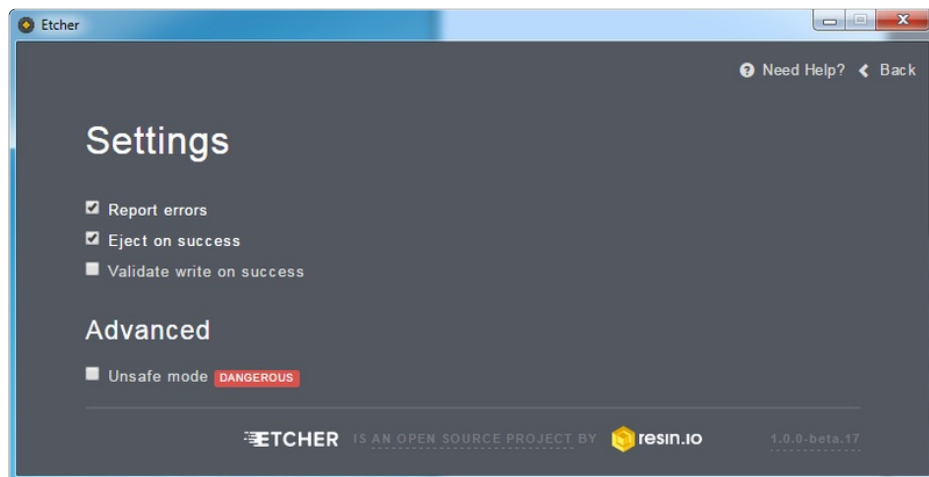 Etcher
Need Help? Back
Settings
Report errors
Eject on success
Validate write on success
Advanced
Unsafe mode DANGEROUS
ETCHER IS AN OPEN SOURCE PROJECT BY resin.io 1.0.0-beta.17